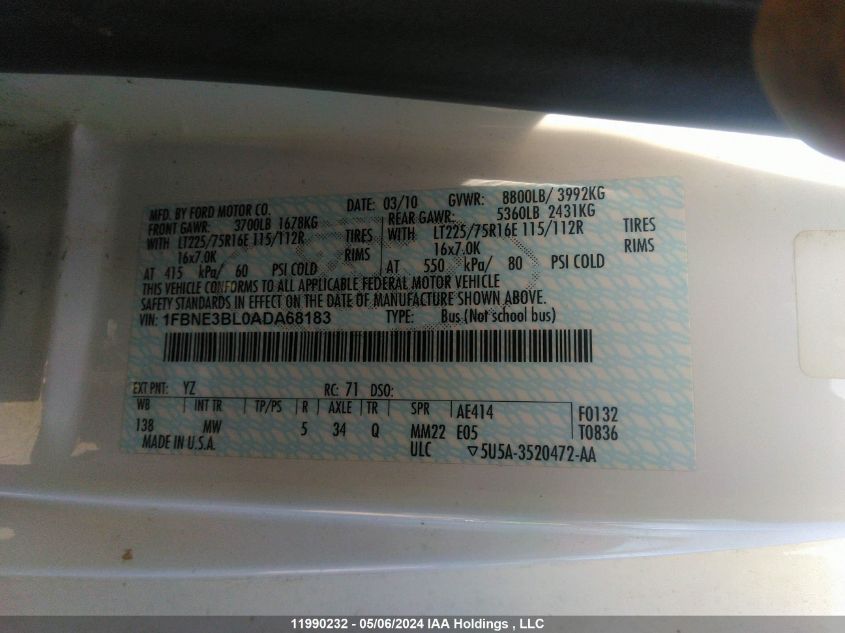 MFD. BY FORD MOTOR CO. DATE: 03/10 GVWR: 8800LB/ 3992KG
FRONT GAWR: 3700LB 1678KG REAR GAWR: 5360LB 2431KG
WITH LT225/75R16E 115/112R TIRES WITH LT225/75R16E 115/112R TIRES
16x7.0K RIMS 16x7.0K RIMS
AT 415 kPa/ 60 PSI COLD AT 550 kPa/ 80 PSI COLD
THIS VEHICLE CONFORMS TO ALL APPLICABLE FEDERAL MOTOR VEHICLE
SAFETY STANDARDS IN EFFECT ON THE DATE OF MANUFACTURE SHOWN ABOVE.
VIN: 1FBNE3BL0ADA68183 TYPE: Bus (Not school bus)
EXT PNT: YZ RC: 71 DSO:
WB INT TR TP/PS R AXLE TR SPR AE414 F0132
138 MW 5 34 Q MM22 E05 T0836
MADE IN U.S.A. ULC ▽5U5A-3520472-AA
11990232 - 05/06/2024 IAA Holdings , LLC